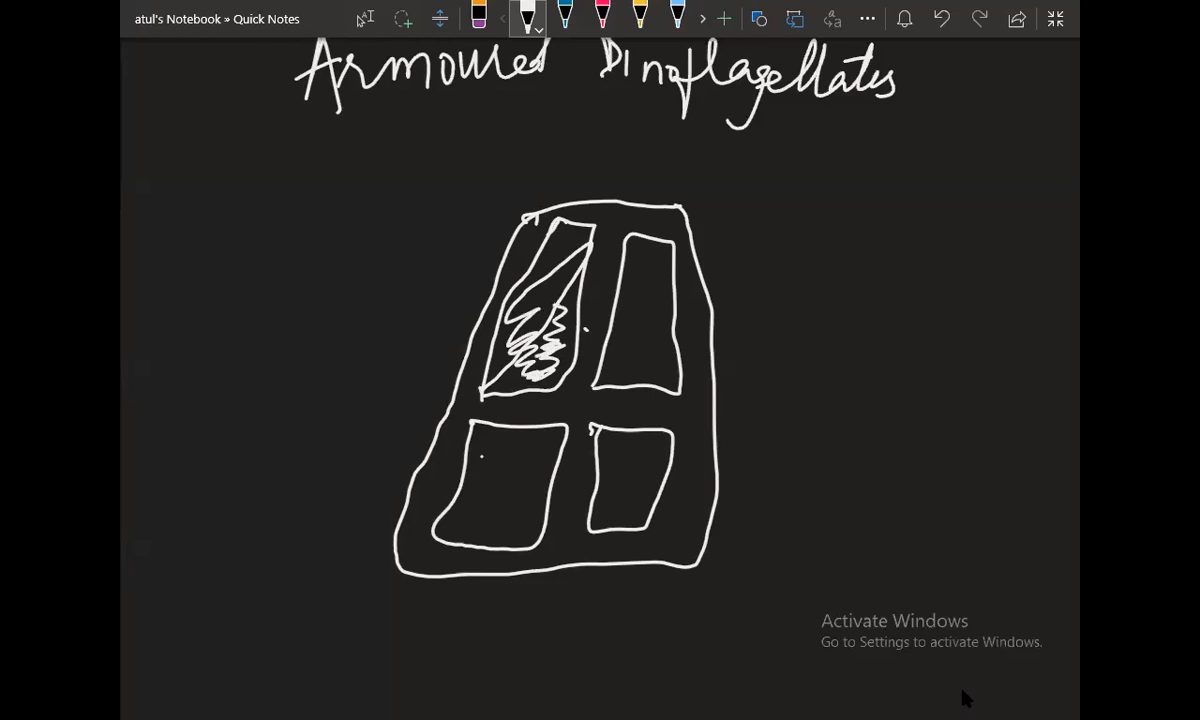 atul's Notebook » Quick Notes
Armoured Dinoflagellates
Activate Windows
Go to Settings to activate Windows.